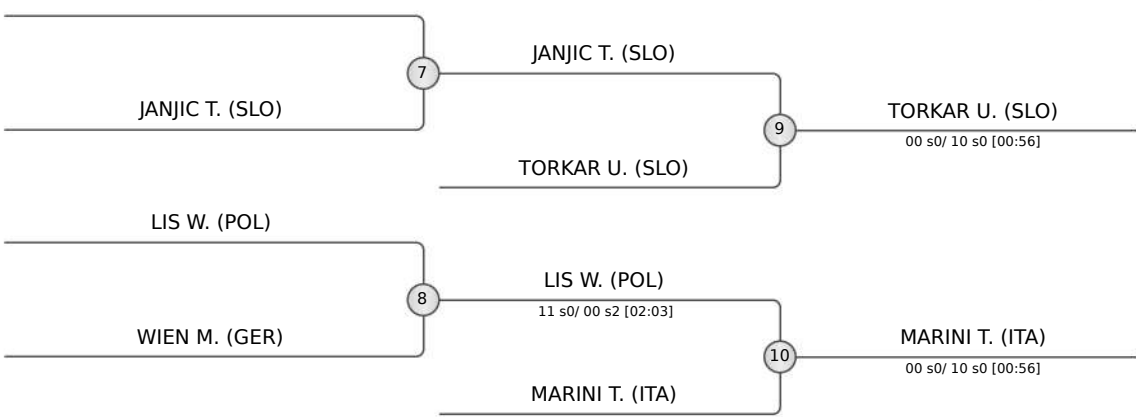 JANJIC T. (SLO)
7
JANJIC T. (SLO)
9
TORKAR U. (SLO)
00 s0/ 10 s0 [00:56]
TORKAR U. (SLO)
LIS W. (POL)
8
LIS W. (POL)
11 s0/ 00 s2 [02:03]
WIEN M. (GER)
10
MARINI T. (ITA)
00 s0/ 10 s0 [00:56]
MARINI T. (ITA)